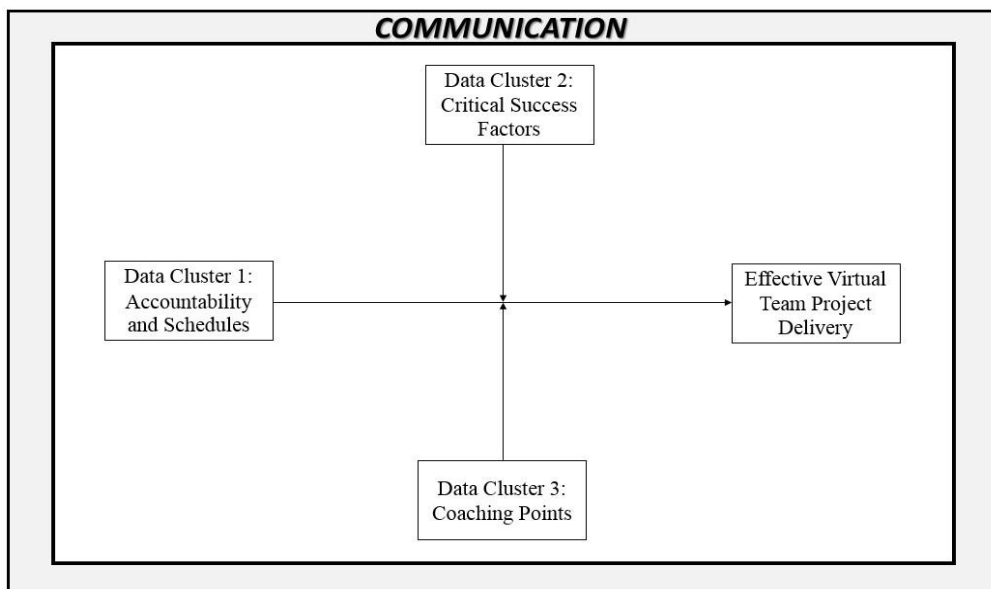 COMMUNICATION
Data Cluster 2:
Critical Success
Factors
Data Cluster 1:
Accountability
and Schedules
Effective Virtual
Team Project
Delivery
Data Cluster 3:
Coaching Points